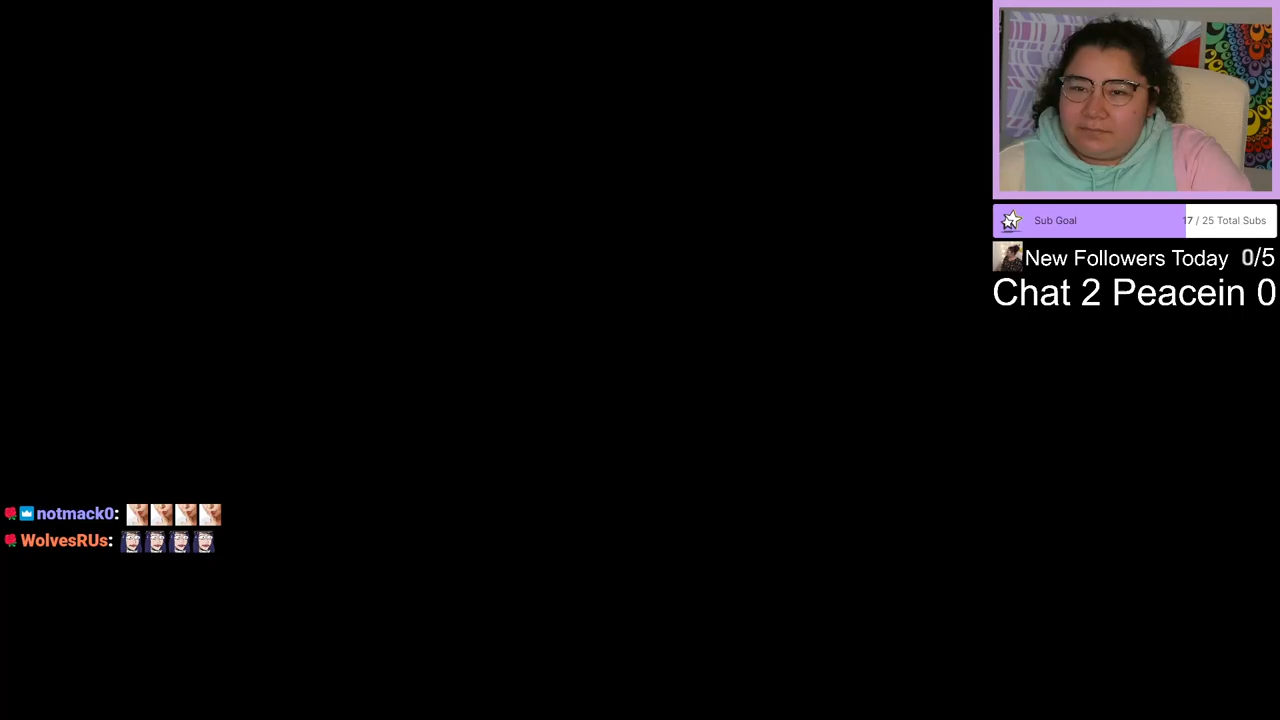 Sub Goal 17 / 25 Total Subs
New Followers Today 0/5
Chat 2 Peacein 0
notmack0:
WolvesRUs: